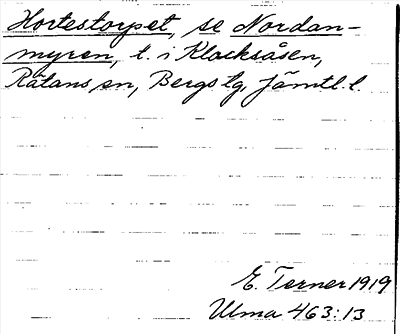 Hortestorpet, se Nordan-
myren, t. i Klacksåsen,
Rätans sn, Bergs tg, Jämtl. l.
E. Terner 1919
Ulma 463:13